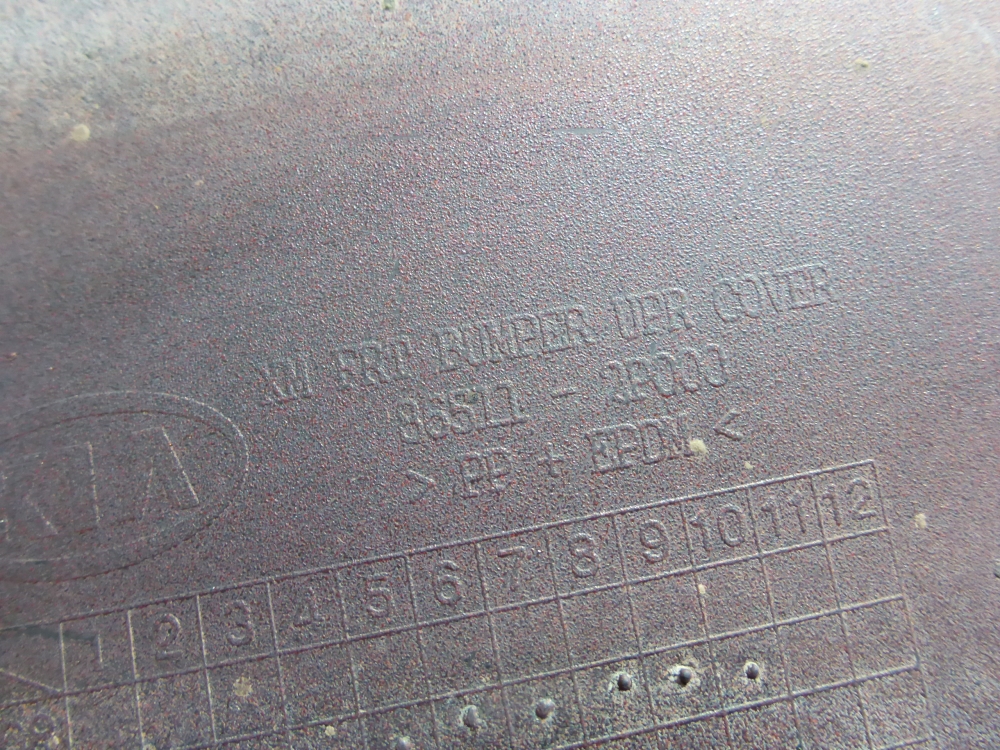 XM FRT BUMPER UPR COVER
86511 - 2P000
KIA
> PP + EPDM <
1 2 3 4 5 6 7 8 9 10 11 12